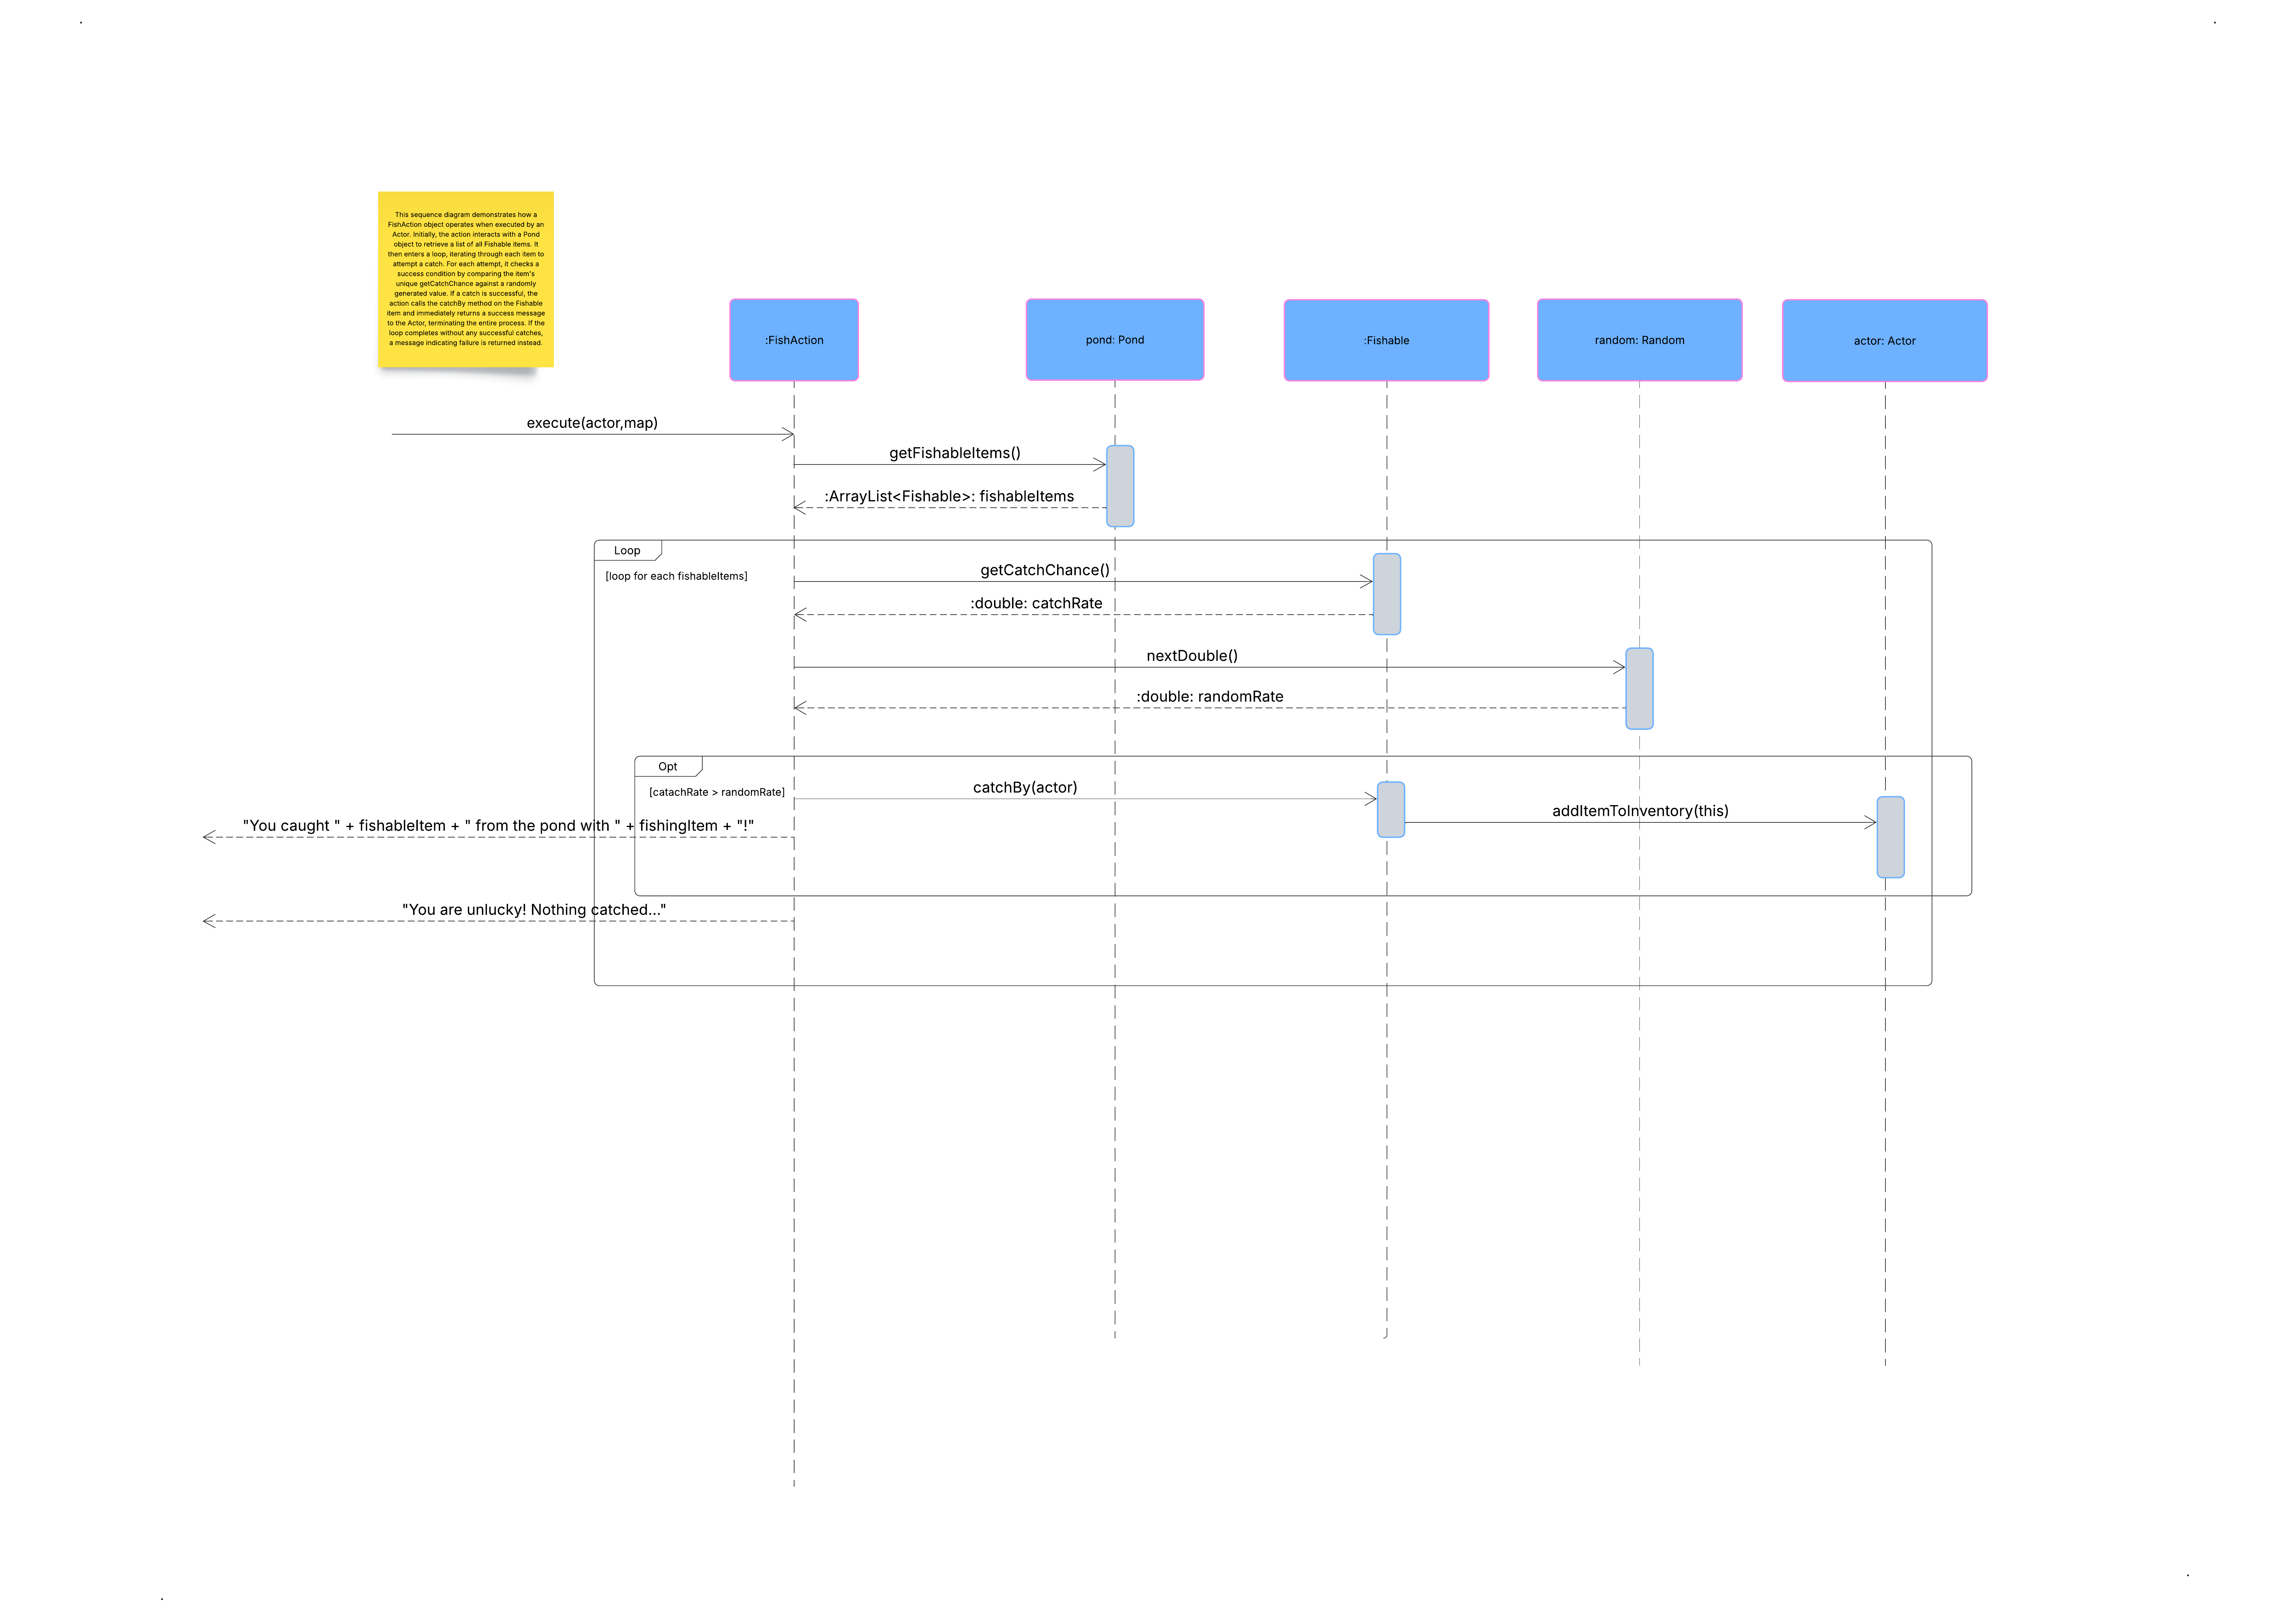 This sequence diagram demonstrates how a
FishAction object operates when executed by an
Actor. Initially, the action interacts with a Pond
object to retrieve a list of all Fishable items. It
then enters a loop, iterating through each item to
attempt a catch. For each attempt, it checks a
success condition by comparing the item's
unique getCatchChance against a randomly
generated value. If a catch is successful, the
action calls the catchBy method on the Fishable
item and immediately returns a success message
to the Actor, terminating the entire process. If the
loop completes without any successful catches,
a message indicating failure is returned instead.
:FishAction
pond: Pond
:Fishable
random: Random
actor: Actor
execute(actor,map)
getFishableItems()
:ArrayList<Fishable>: fishableItems
Loop
[loop for each fishableItems]
getCatchChance()
:double: catchRate
nextDouble()
:double: randomRate
Opt
[catachRate > randomRate]
catchBy(actor)
addItemToInventory(this)
"You caught " + fishableItem + " from the pond with " + fishingItem + "!"
"You are unlucky! Nothing catched..."